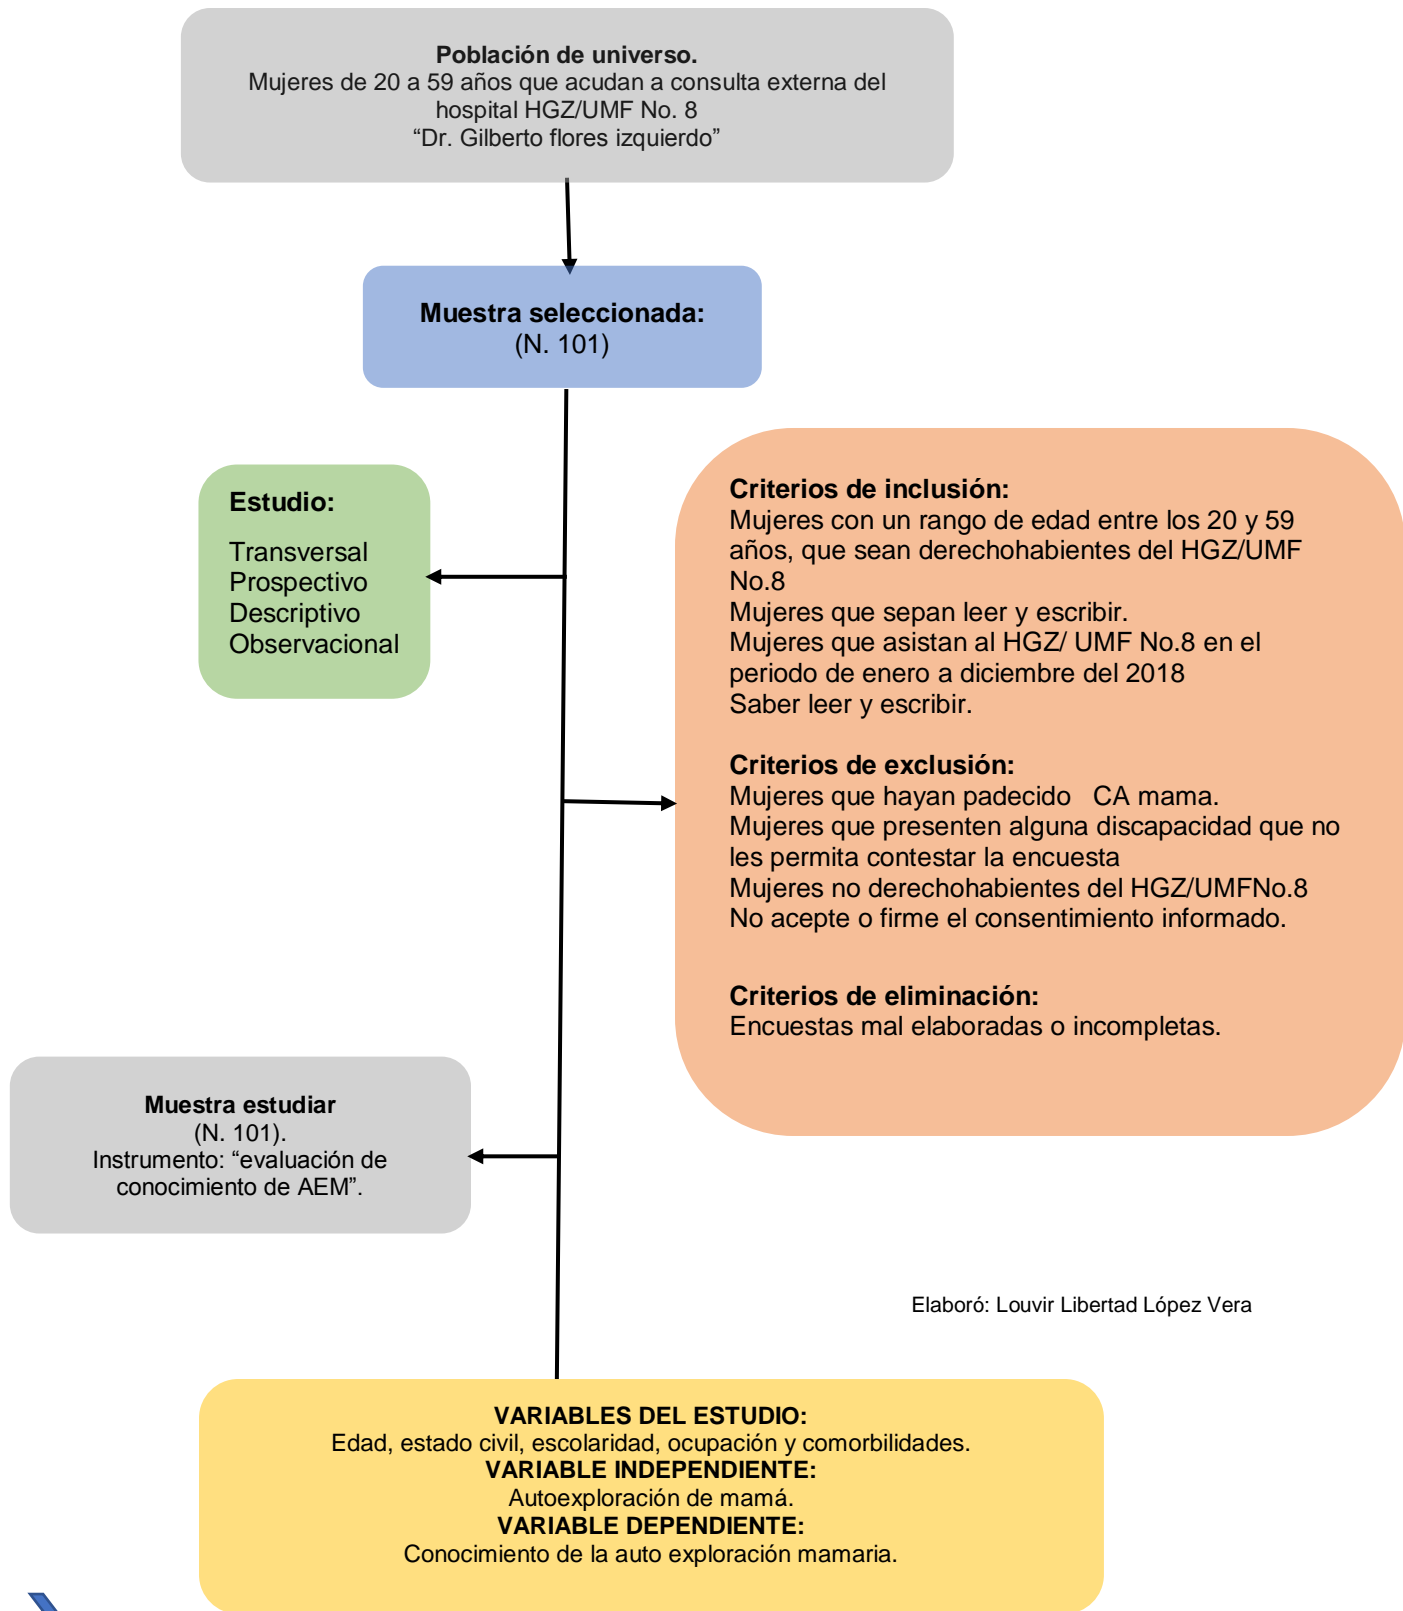 Población de universo.
Mujeres de 20 a 59 años que acudan a consulta externa del
hospital HGZ/UMF No. 8
“Dr. Gilberto flores izquierdo”
Muestra seleccionada:
(N. 101)
Estudio:
Transversal
Prospectivo
Descriptivo
Observacional
Criterios de inclusión:
Mujeres con un rango de edad entre los 20 y 59
años, que sean derechohabientes del HGZ/UMF
No.8
Mujeres que sepan leer y escribir.
Mujeres que asistan al HGZ/ UMF No.8 en el
periodo de enero a diciembre del 2018
Saber leer y escribir.
Criterios de exclusión:
Mujeres que hayan padecido CA mama.
Mujeres que presenten alguna discapacidad que no
les permita contestar la encuesta
Mujeres no derechohabientes del HGZ/UMFNo.8
No acepte o firme el consentimiento informado.
Criterios de eliminación:
Encuestas mal elaboradas o incompletas.
Muestra estudiar
(N. 101).
Instrumento: “evaluación de
conocimiento de AEM”.
Elaboró: Louvir Libertad López Vera
VARIABLES DEL ESTUDIO:
Edad, estado civil, escolaridad, ocupación y comorbilidades.
VARIABLE INDEPENDIENTE:
Autoexploración de mamá.
VARIABLE DEPENDIENTE:
Conocimiento de la auto exploración mamaria.